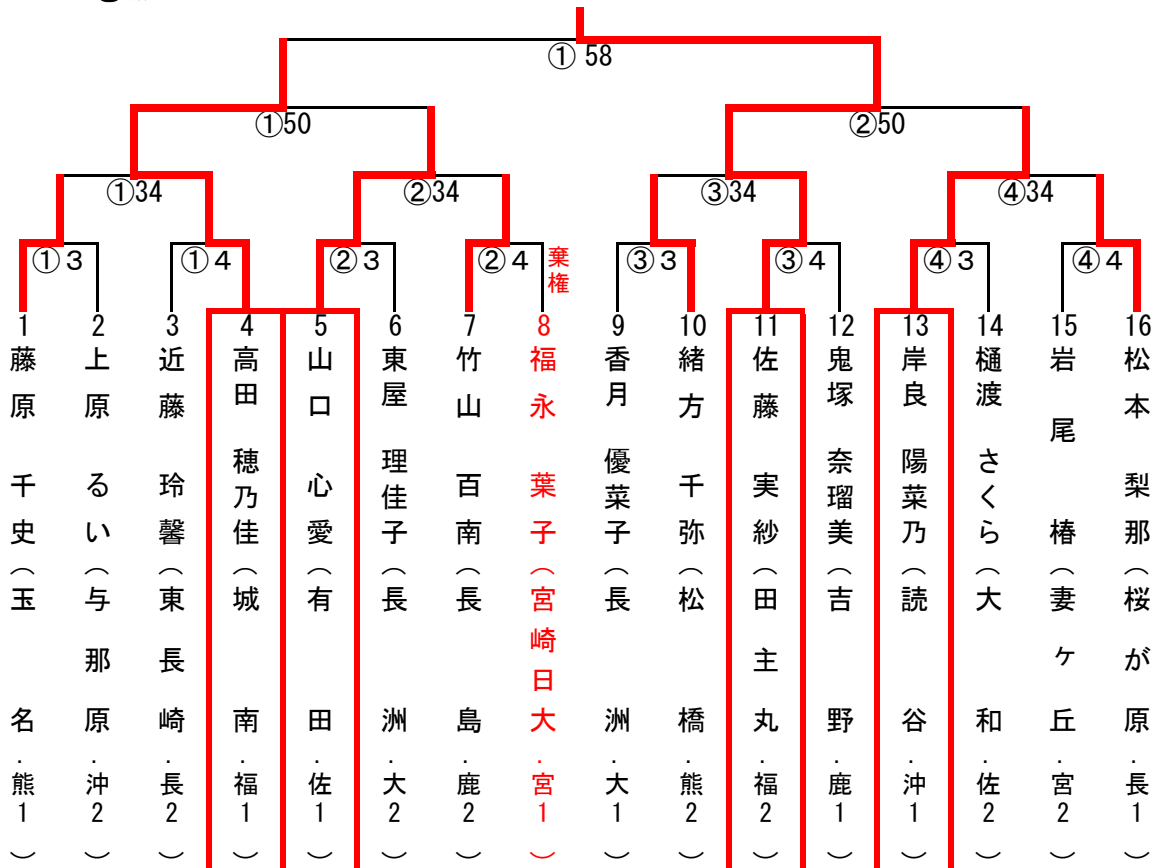 ① 58
①50
②50
①34
②34
③34
④34
①3
①4
②3
②4
棄権
③3
③4
④3
④4
1 藤原 千史（玉名.熊1）
2 上原 るい（与那原.沖2）
3 近藤 玲馨（東長崎.長2）
4 高田 穂乃佳（城南.福1）
5 山口 心愛（有田.佐1）
6 東屋 理佳子（長洲.大2）
7 竹山 百南（長島.鹿2）
8 福永 葉子（宮崎日大.宮1）
9 香月 優菜子（長洲.大1）
10 緒方 千弥（松橋.熊2）
11 佐藤 実紗（田主丸.福2）
12 鬼塚 奈瑠美（吉野.鹿1）
13 岸良 陽菜乃（読谷.沖1）
14 樋渡 さくら（大和.佐2）
15 岩尾 椿（妻ケ丘.宮2）
16 松本 梨那（桜が原.長1）